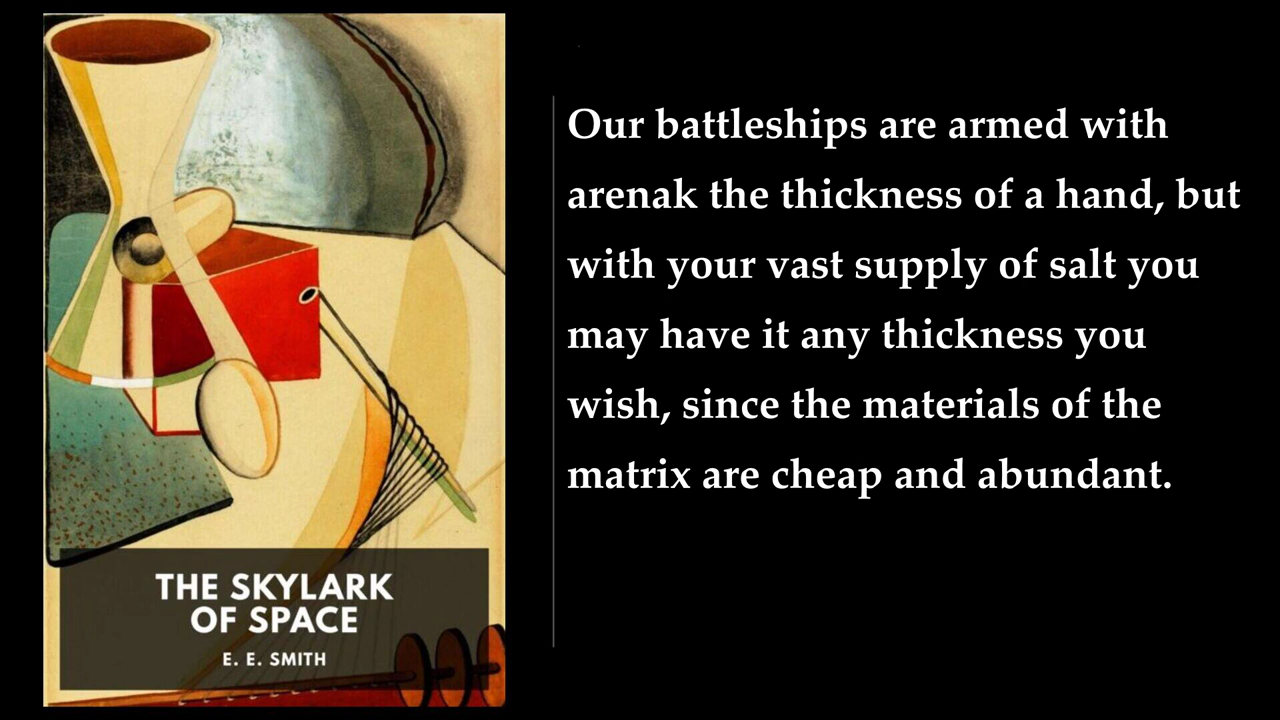 THE SKYLARK
OF SPACE
E. E. SMITH
Our battleships are armed with
arenak the thickness of a hand, but
with your vast supply of salt you
may have it any thickness you
wish, since the materials of the
matrix are cheap and abundant.